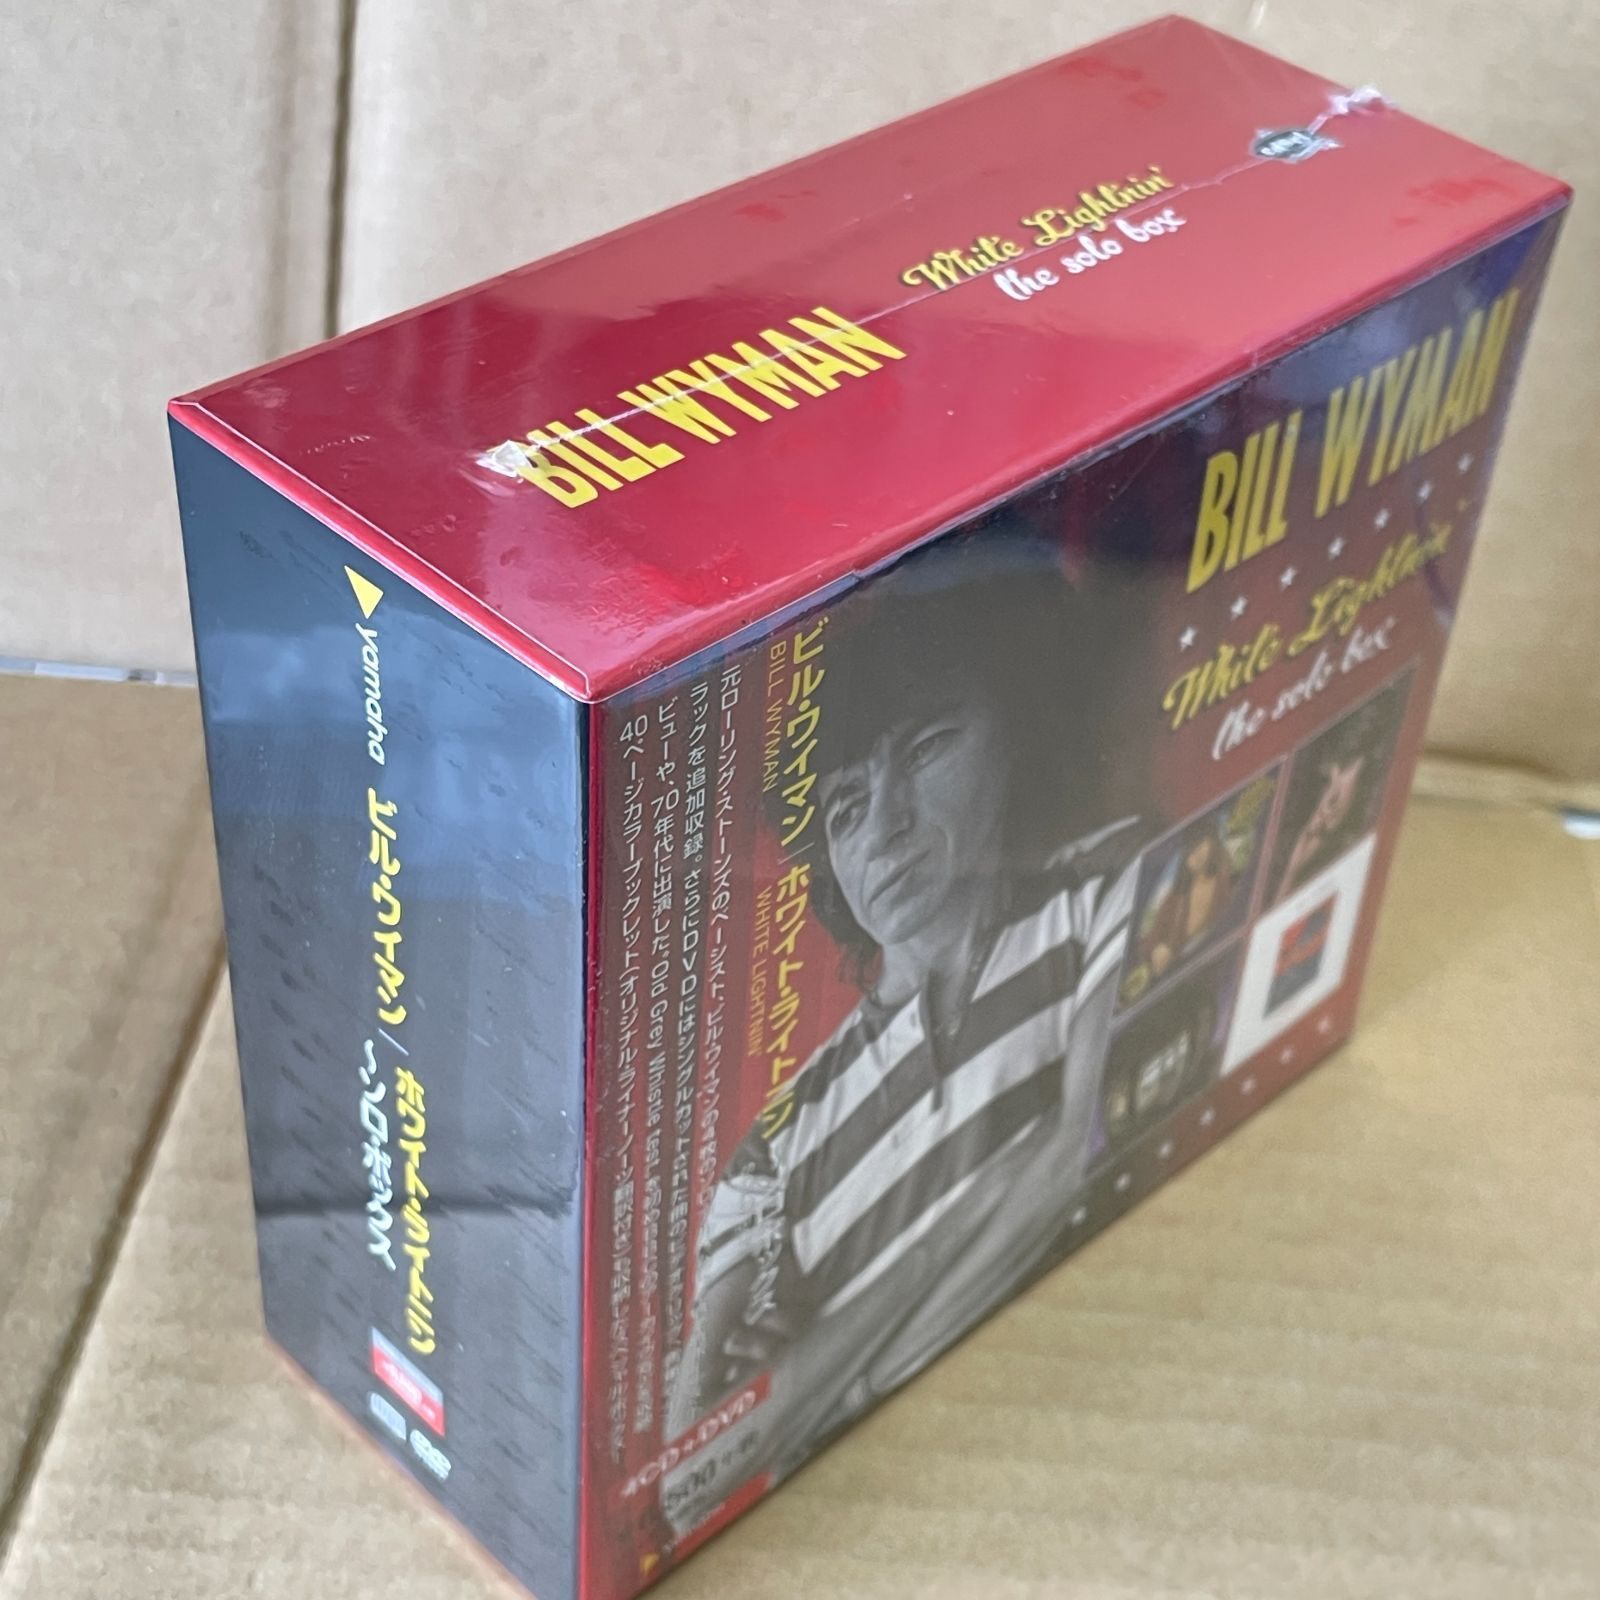 BILL WYMAN
White Lightnin'
the solo box
BILL WYMAN
White Lightnin'
the solo box
yamaha
ビル・ワイマン/ホワイト・ライトニン
〜ソロ・ボックス
ビル・ワイマン
BILL WYMAN
ホワイト・ライトニン
WHITE LIGHTNIN'
元ローリング・ストーンズのベーシスト、ビル・ワイマンの
ラックを追加収録。さらにDVDにはシングルカットされた曲の
ビューや、70年代に出演した"Old Grey Whistle test"
40ページカラーブックレット(オリジナル・ライナーノーツ翻訳付き)
4CD+DVD